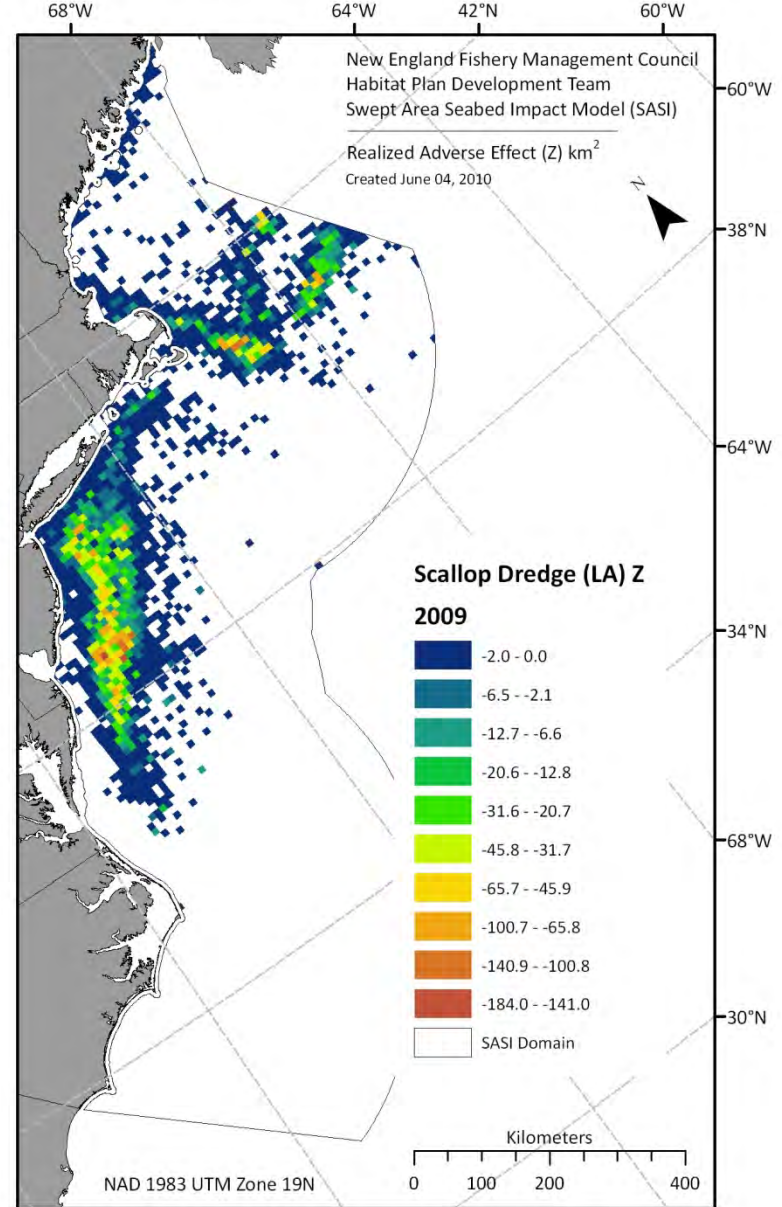 68°W 64°W 42°N 60°W
New England Fishery Management Council
Habitat Plan Development Team
Swept Area Seabed Impact Model (SASI)
Realized Adverse Effect (Z) km²
Created June 04, 2010
N
60°W
38°N
64°W
34°N
68°W
30°N
Scallop Dredge (LA) Z
2009
-2.0 - 0.0
-6.5 - -2.1
-12.7 - -6.6
-20.6 - -12.8
-31.6 - -20.7
-45.8 - -31.7
-65.7 - -45.9
-100.7 - -65.8
-140.9 - -100.8
-184.0 - -141.0
SASI Domain
Kilometers
0 100 200 400
NAD 1983 UTM Zone 19N